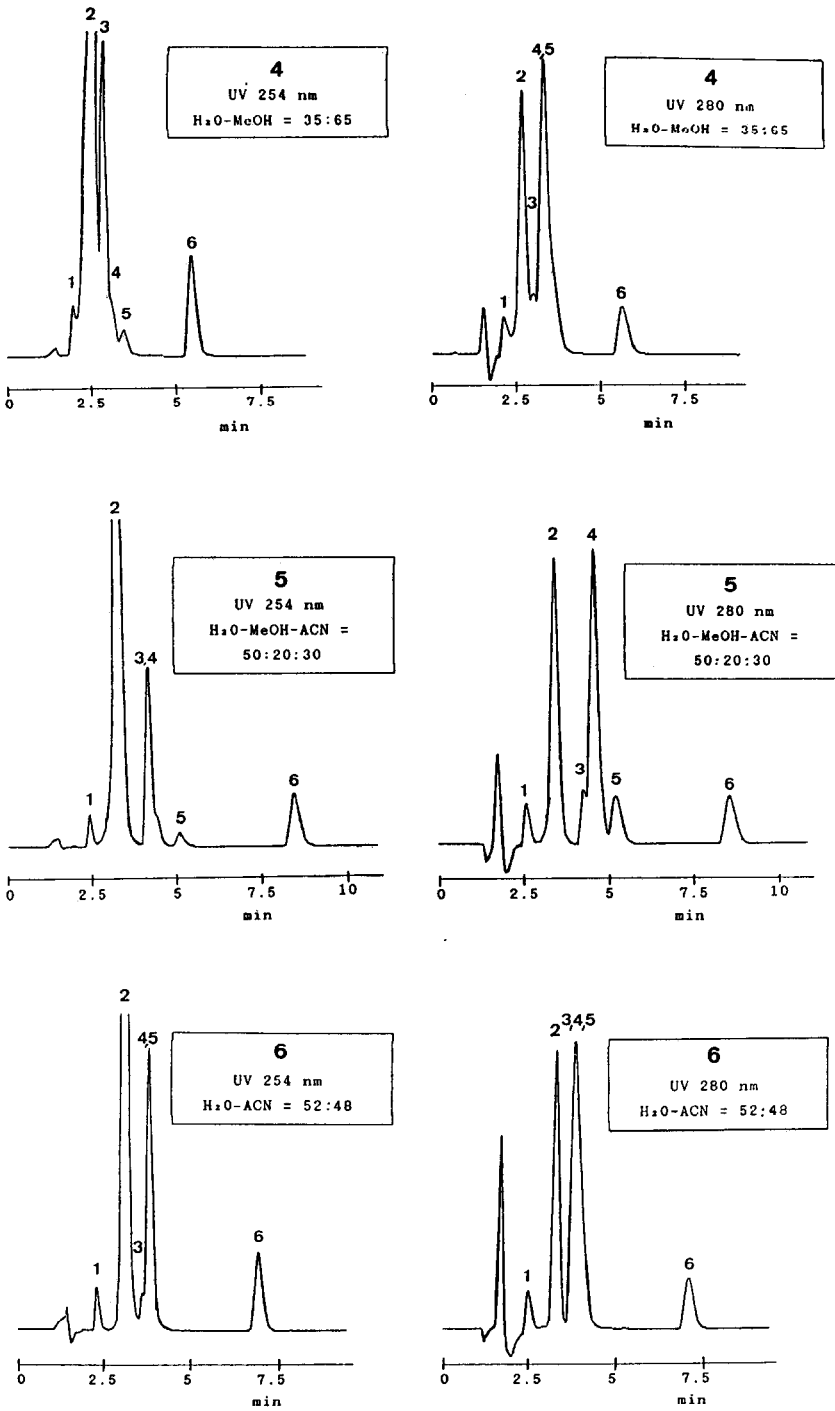 2 3
4
UV 254 nm
H₂O-MeOH = 35:65
1
4
5
6
0 2.5 5 7.5
min
4,5
2
4
UV 280 nm
H₂O-MeOH = 35:65
3
1
6
0 2.5 5 7.5
min
2
5
UV 254 nm
H₂O-MeOH-ACN =
50:20:30
3,4
1
5
6
0 2.5 5 7.5 10
min
2 4
5
UV 280 nm
H₂O-MeOH-ACN =
50:20:30
1
3
5
6
0 2.5 5 7.5 10
min
2
4,5
6
UV 254 nm
H₂O-ACN = 52:48
3
1
6
0 2.5 5 7.5
min
2 3,4,5
6
UV 280 nm
H₂O-ACN = 52:48
1
6
0 2.5 5 7.5
min